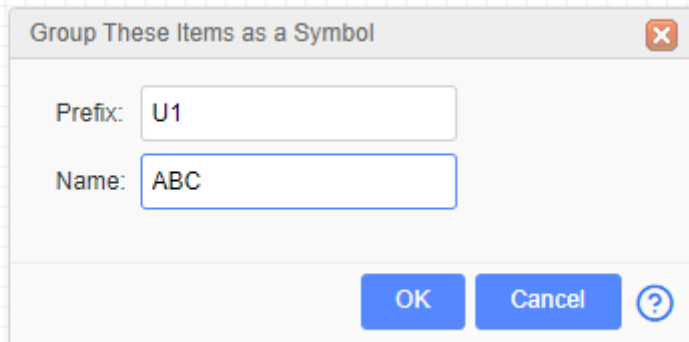 Group These Items as a Symbol
Prefix: U1
Name: ABC
OK Cancel ?